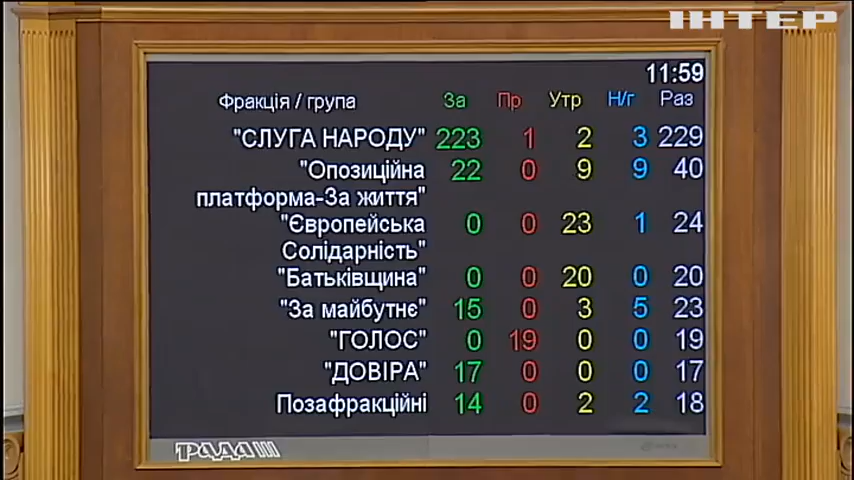 ІНТЕР
11:59
Фракція / група За Пр Утр Н/г Раз
"СЛУГА НАРОДУ" 223 1 2 3 229
"Опозиційна 22 0 9 9 40
платформа-За життя"
"Європейська 0 0 23 1 24
Солідарність"
"Батьківщина" 0 0 20 0 20
"За майбутнє" 15 0 3 5 23
"ГОЛОС" 0 19 0 0 19
"ДОВІРА" 17 0 0 0 17
Позафракційні 14 0 2 2 18
РАДА